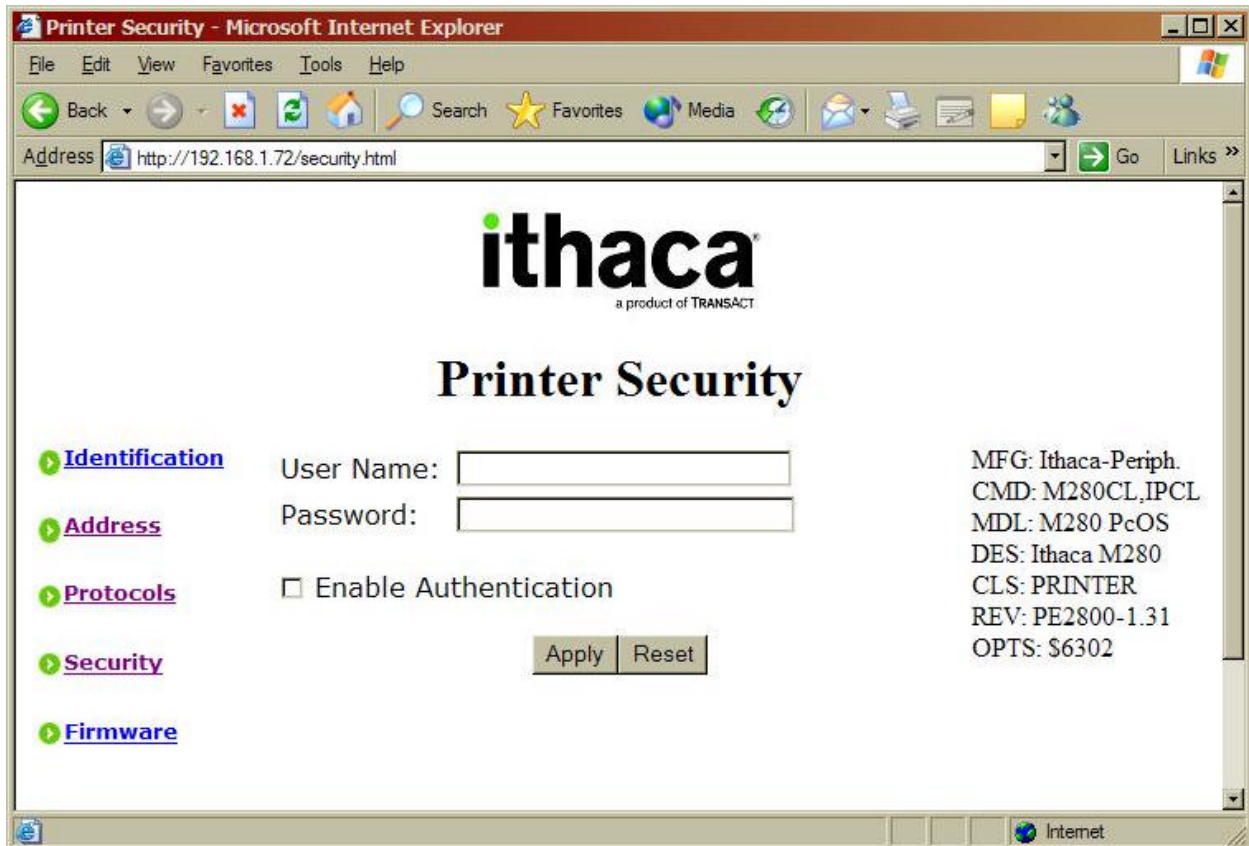 Printer Security - Microsoft Internet Explorer
File Edit View Favorites Tools Help
Back Search Favorites Media
Address http://192.168.1.72/security.html Go Links »
ithaca®
a product of TRANSACT
Printer Security
Identification
Address
Protocols
Security
Firmware
User Name:
Password:
Enable Authentication
Apply Reset
MFG: Ithaca-Periph.
CMD: M280CL,IPCL
MDL: M280 PcOS
DES: Ithaca M280
CLS: PRINTER
REV: PE2800-1.31
OPTS: $6302
Internet